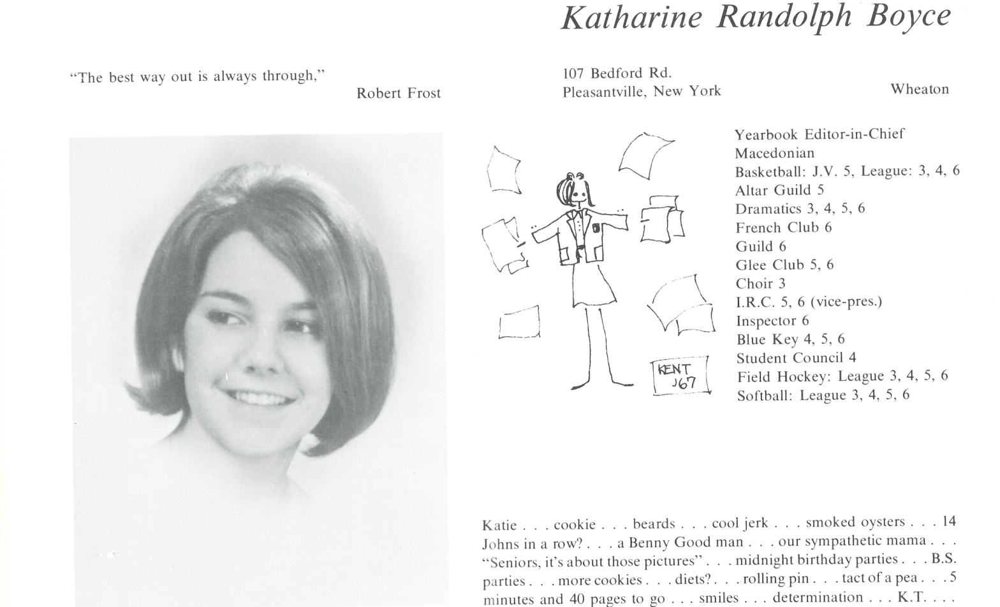 Katharine Randolph Boyce
“The best way out is always through,”
Robert Frost
107 Bedford Rd.
Pleasantville, New York
Wheaton
Yearbook Editor-in-Chief
Macedonian
Basketball: J.V. 5, League: 3, 4, 6
Altar Guild 5
Dramatics 3, 4, 5, 6
French Club 6
Guild 6
Glee Club 5, 6
Choir 3
I.R.C. 5, 6 (vice-pres.)
Inspector 6
Blue Key 4, 5, 6
Student Council 4
Field Hockey: League 3, 4, 5, 6
Softball: League 3, 4, 5, 6
KENT
'67
Katie . . . cookie . . . beards . . . cool jerk . . . smoked oysters . . . 14
Johns in a row? . . . a Benny Good man . . . our sympathetic mama . . .
“Seniors, it's about those pictures” . . . midnight birthday parties . . . B.S.
parties . . . more cookies . . . diets? . . . rolling pin . . . tact of a pea . . . 5
minutes and 40 pages to go . . . smiles . . . determination . . . K.T. . . .